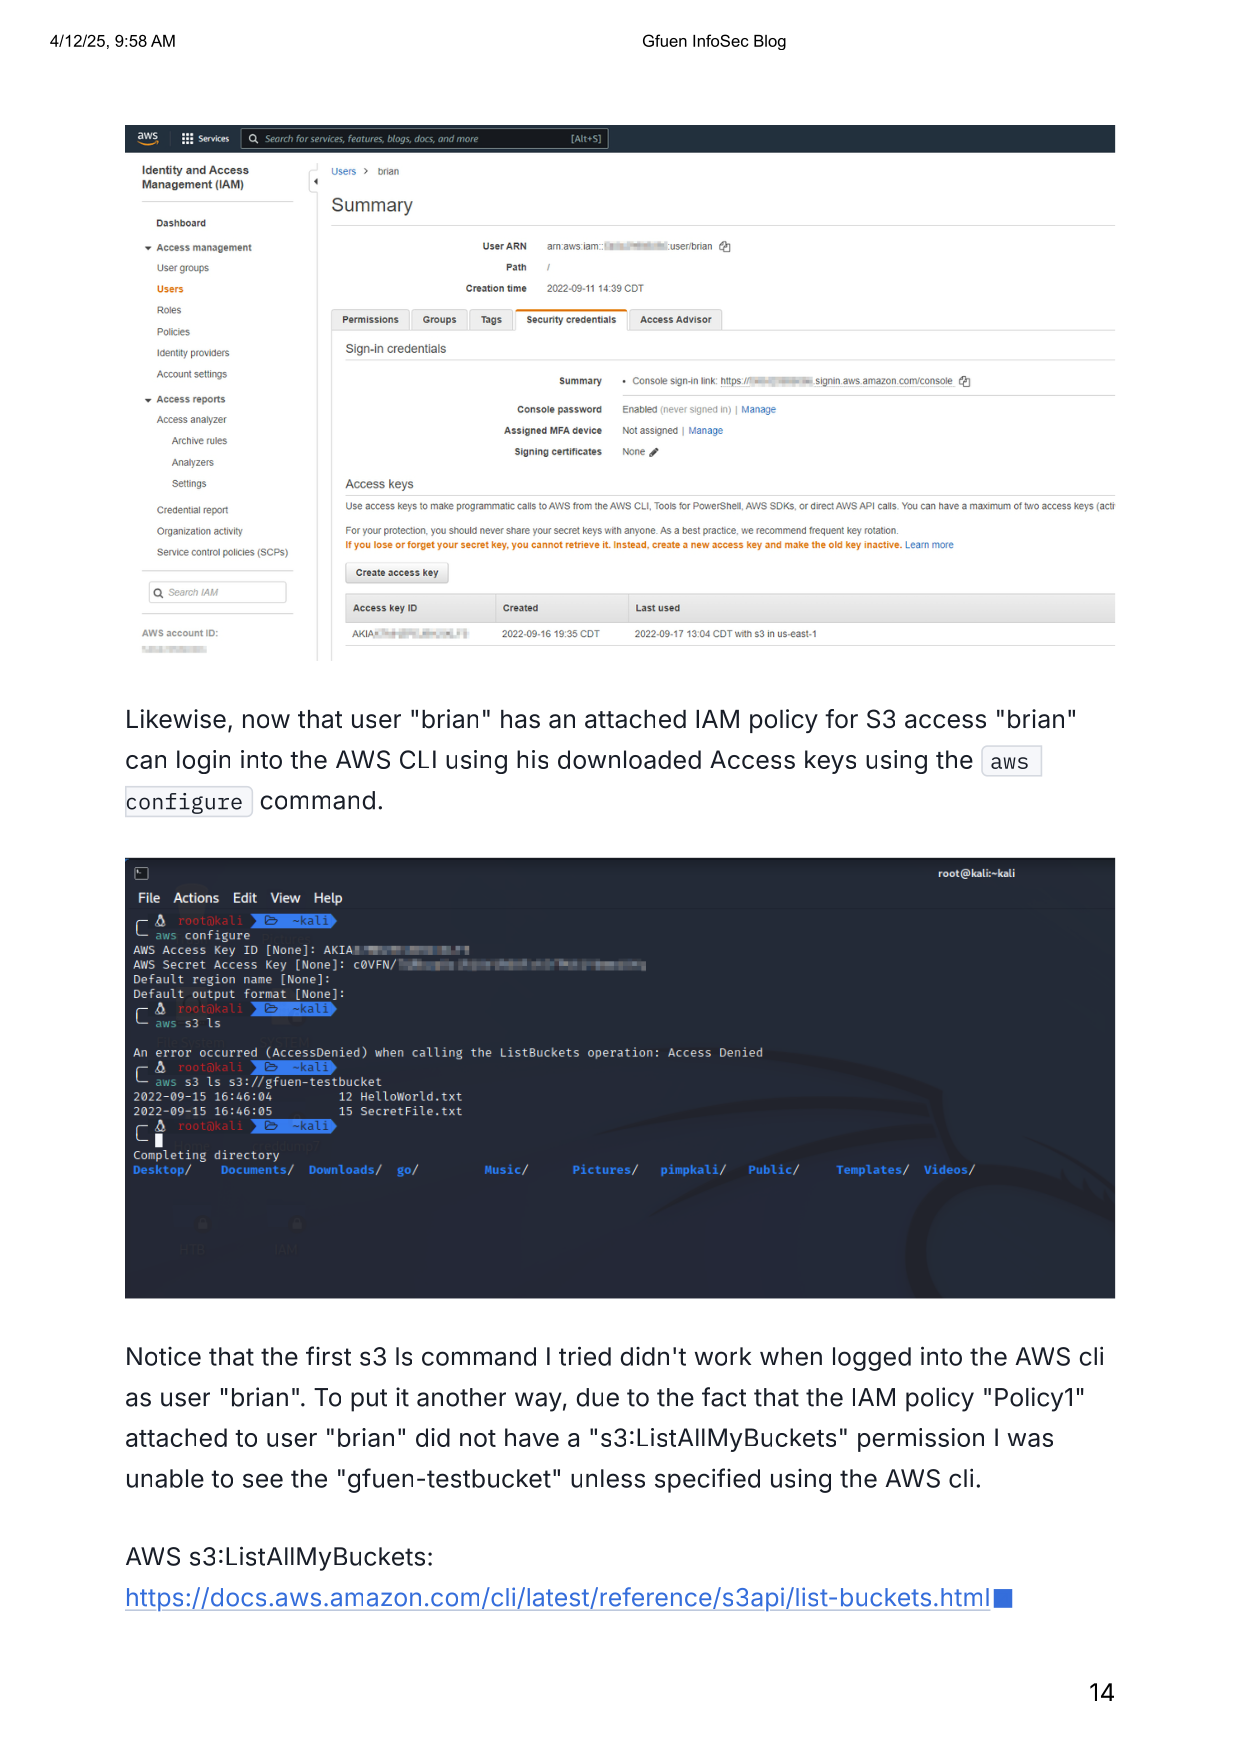 4/12/25, 9:58 AM
Gfuen InfoSec Blog
aws
Services
Search for services, features, blogs, docs, and more
[Alt+S]
Identity and Access
Management (IAM)
Dashboard
Access management
User groups
Users
Roles
Policies
Identity providers
Account settings
Access reports
Access analyzer
Archive rules
Analyzers
Settings
Credential report
Organization activity
Service control policies (SCPs)
Search IAM
AWS account ID:
Users > brian
Summary
User ARN arn:aws:iam:: :user/brian
Path /
Creation time 2022-09-11 14:39 CDT
Permissions Groups Tags Security credentials Access Advisor
Sign-in credentials
Summary • Console sign-in link: https:// .signin.aws.amazon.com/console
Console password Enabled (never signed in) | Manage
Assigned MFA device Not assigned | Manage
Signing certificates None
Access keys
Use access keys to make programmatic calls to AWS from the AWS CLI, Tools for PowerShell, AWS SDKs, or direct AWS API calls. You can have a maximum of two access keys (acti
For your protection, you should never share your secret keys with anyone. As a best practice, we recommend frequent key rotation.
If you lose or forget your secret key, you cannot retrieve it. Instead, create a new access key and make the old key inactive. Learn more
Create access key
Access key ID Created Last used
AKIA 2022-09-16 19:35 CDT 2022-09-17 13:04 CDT with s3 in us-east-1
Likewise, now that user "brian" has an attached IAM policy for S3 access "brian"
can login into the AWS CLI using his downloaded Access keys using the aws
configure command.
root@kali:~kali
File Actions Edit View Help
root@kali ~kali
aws configure
AWS Access Key ID [None]: AKIA
AWS Secret Access Key [None]: c0VFN/
Default region name [None]:
Default output format [None]:
root@kali ~kali
aws s3 ls
An error occurred (AccessDenied) when calling the ListBuckets operation: Access Denied
root@kali ~kali
aws s3 ls s3://gfuen-testbucket
2022-09-15 16:46:04 12 HelloWorld.txt
2022-09-15 16:46:05 15 SecretFile.txt
root@kali ~kali
Completing directory
Desktop/ Documents/ Downloads/ go/ Music/ Pictures/ pimpkali/ Public/ Templates/ Videos/
HTB IAM
Notice that the first s3 ls command I tried didn't work when logged into the AWS cli
as user "brian". To put it another way, due to the fact that the IAM policy "Policy1"
attached to user "brian" did not have a "s3:ListAllMyBuckets" permission I was
unable to see the "gfuen-testbucket" unless specified using the AWS cli.
AWS s3:ListAllMyBuckets:
https://docs.aws.amazon.com/cli/latest/reference/s3api/list-buckets.html
14